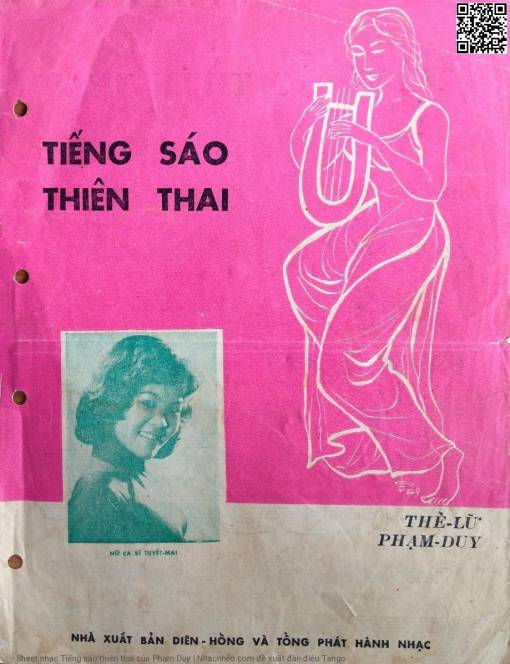 TIẾNG SÁO
THIÊN THAI
NỮ CA SĨ TUYẾT-MAI
THẾ-LỮ
PHẠM-DUY
NHÀ XUẤT BẢN DIÊN-HỒNG VÀ TỔNG PHÁT HÀNH NHẠC
Sheet nhạc Tiếng sáo thiên thai của Phạm Duy | Nhacnheo.com đề xuất đàn điệu Tango